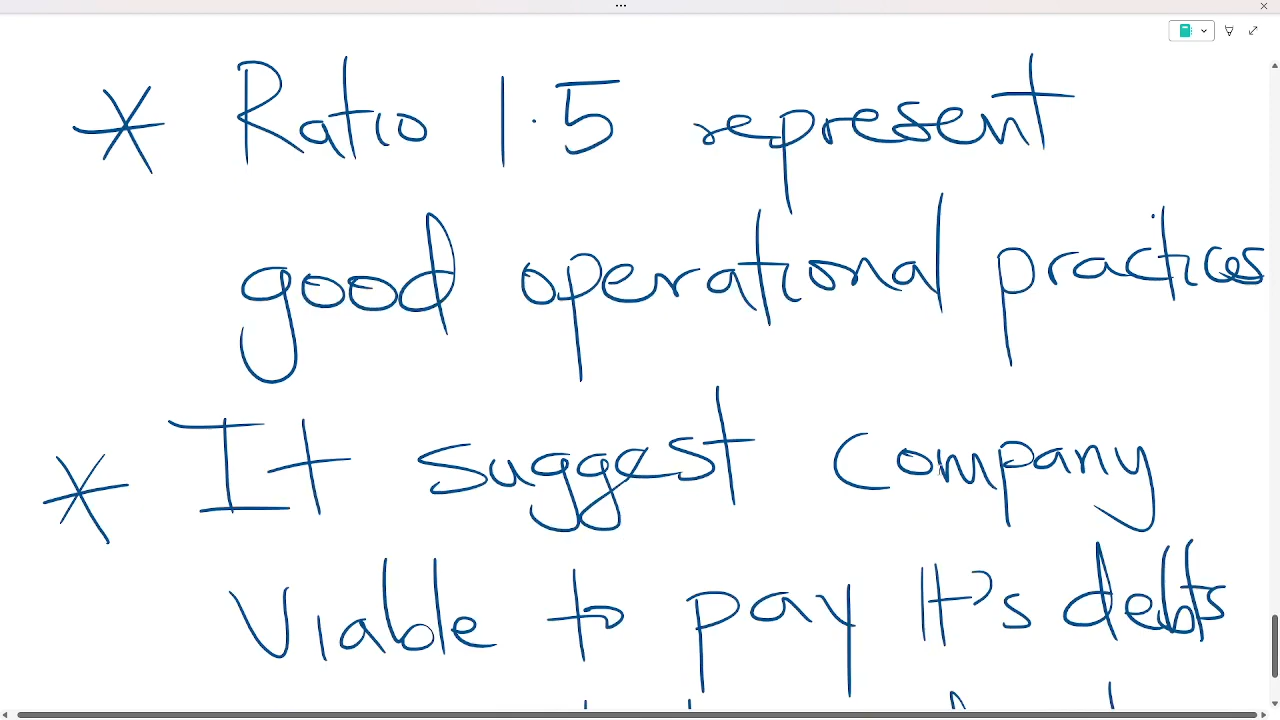 * Ratio 1.5 represent
good operational practices
* It suggest company
Viable to pay It's debts